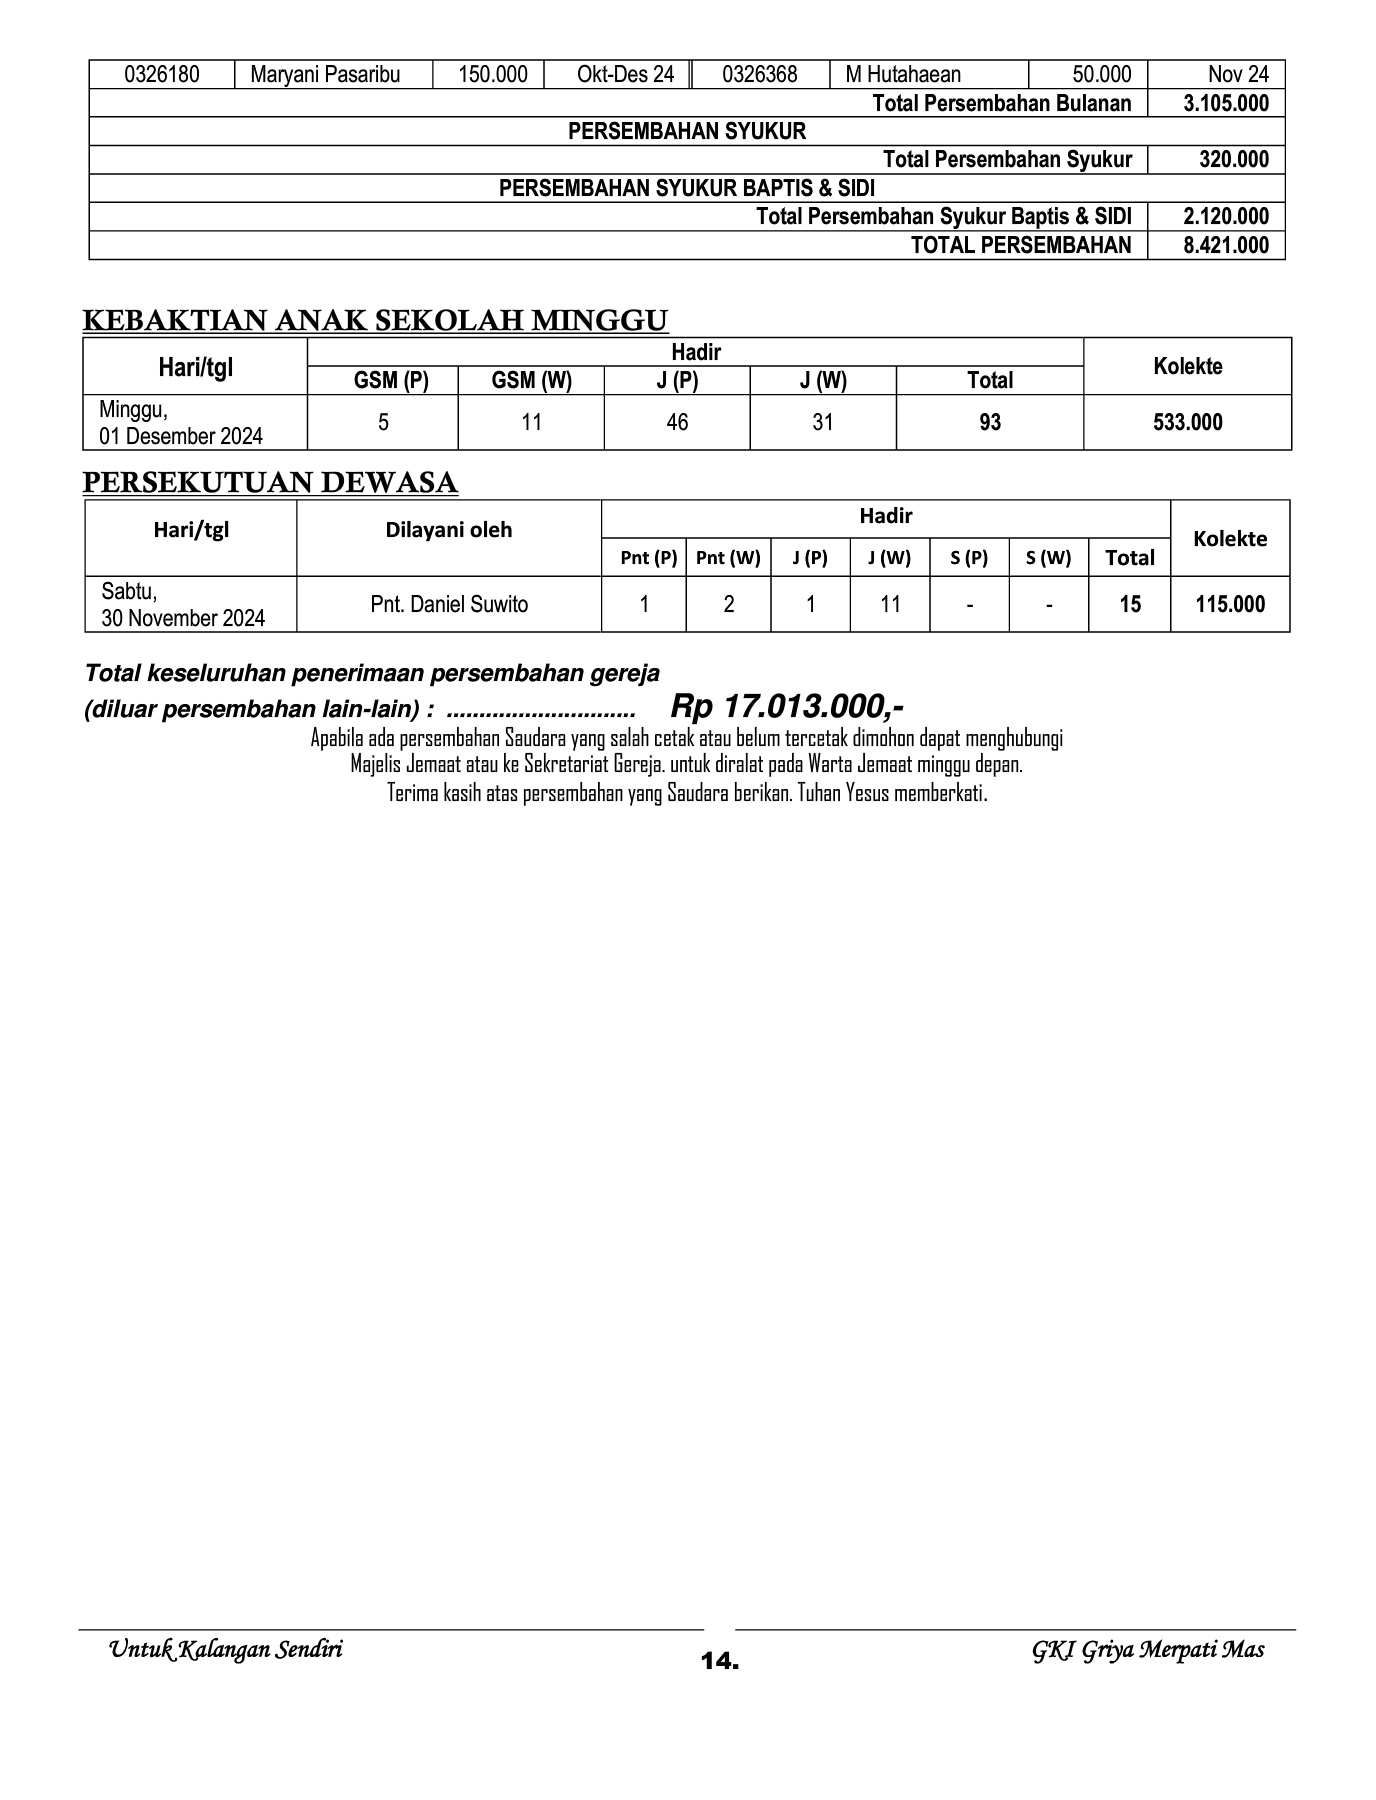 0326180 Maryani Pasaribu 150.000 Okt-Des 24 0326368 M Hutahaean 50.000 Nov 24
Total Persembahan Bulanan 3.105.000
PERSEMBAHAN SYUKUR
Total Persembahan Syukur 320.000
PERSEMBAHAN SYUKUR BAPTIS & SIDI
Total Persembahan Syukur Baptis & SIDI 2.120.000
TOTAL PERSEMBAHAN 8.421.000
KEBAKTIAN ANAK SEKOLAH MINGGU
Hari/tgl Hadir Kolekte
GSM (P) GSM (W) J (P) J (W) Total
Minggu,
01 Desember 2024 5 11 46 31 93 533.000
PERSEKUTUAN DEWASA
Hari/tgl Dilayani oleh Hadir Kolekte
Pnt (P) Pnt (W) J (P) J (W) S (P) S (W) Total
Sabtu,
30 November 2024 Pnt. Daniel Suwito 1 2 1 11 - - 15 115.000
Total keseluruhan penerimaan persembahan gereja
(diluar persembahan lain-lain) : ............................. Rp 17.013.000,-
Apabila ada persembahan Saudara yang salah cetak atau belum tercetak dimohon dapat menghubungi
Majelis Jemaat atau ke Sekretariat Gereja. untuk diralat pada Warta Jemaat minggu depan.
Terima kasih atas persembahan yang Saudara berikan. Tuhan Yesus memberkati.
Untuk Kalangan Sendiri 14. GKI Griya Merpati Mas